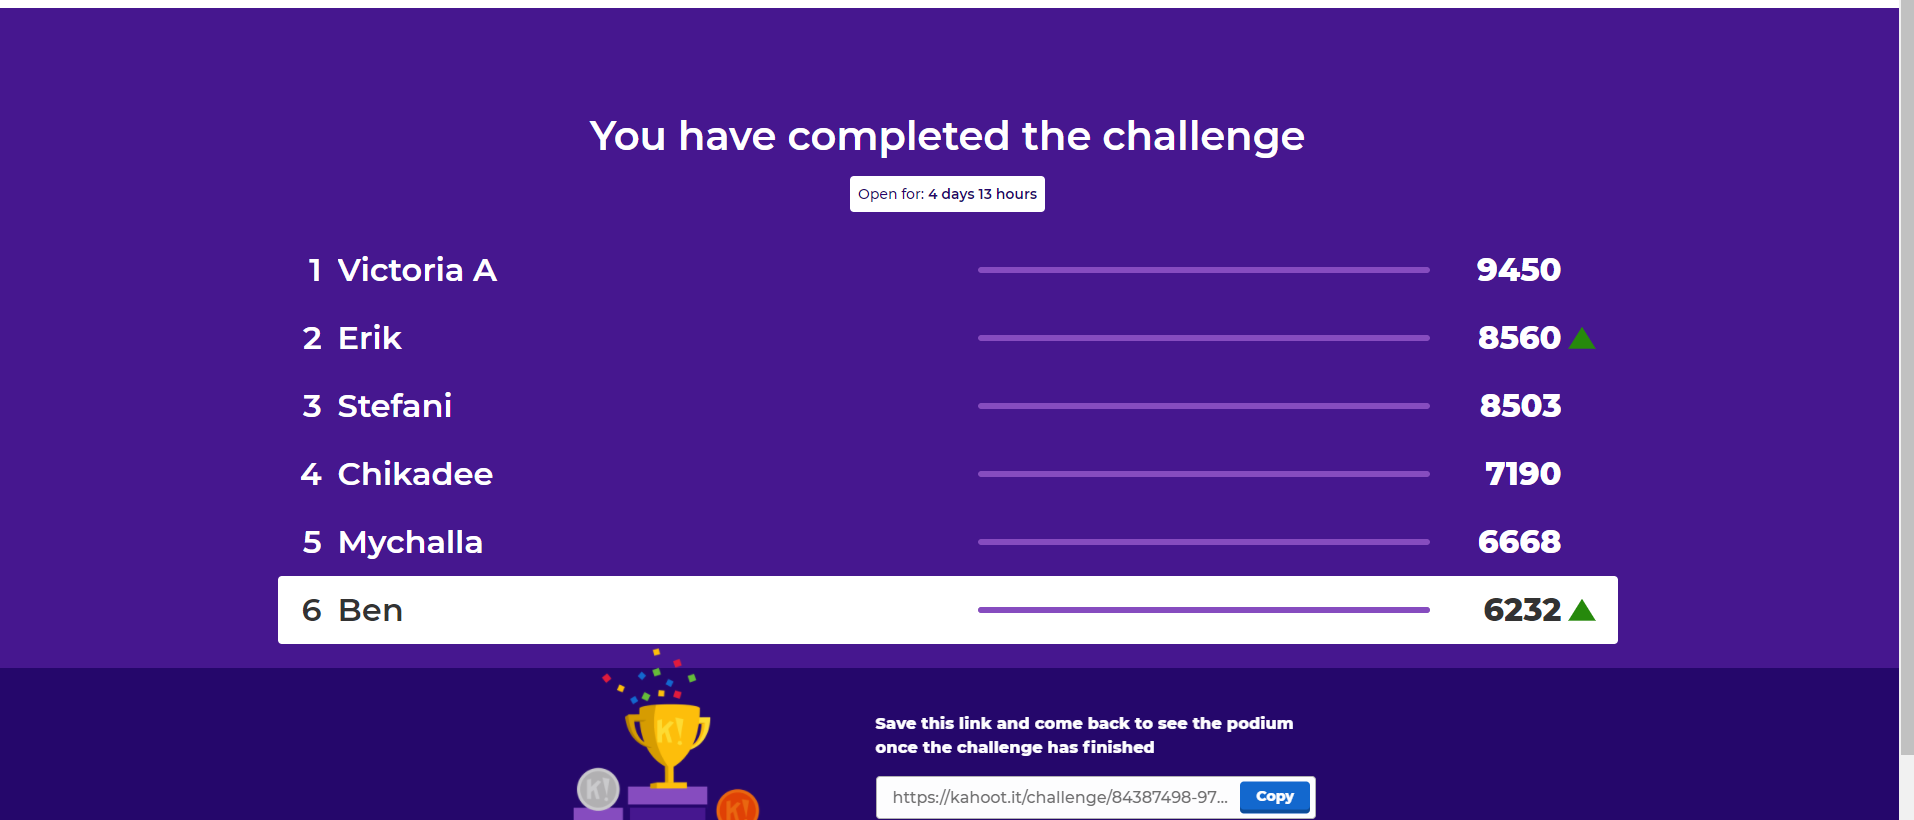 You have completed the challenge
Open for: 4 days 13 hours
1 Victoria A 9450
2 Erik 8560
3 Stefani 8503
4 Chikadee 7190
5 Mychalla 6668
6 Ben 6232
K!
K!
K!
Save this link and come back to see the podium
once the challenge has finished
https://kahoot.it/challenge/84387498-97... Copy